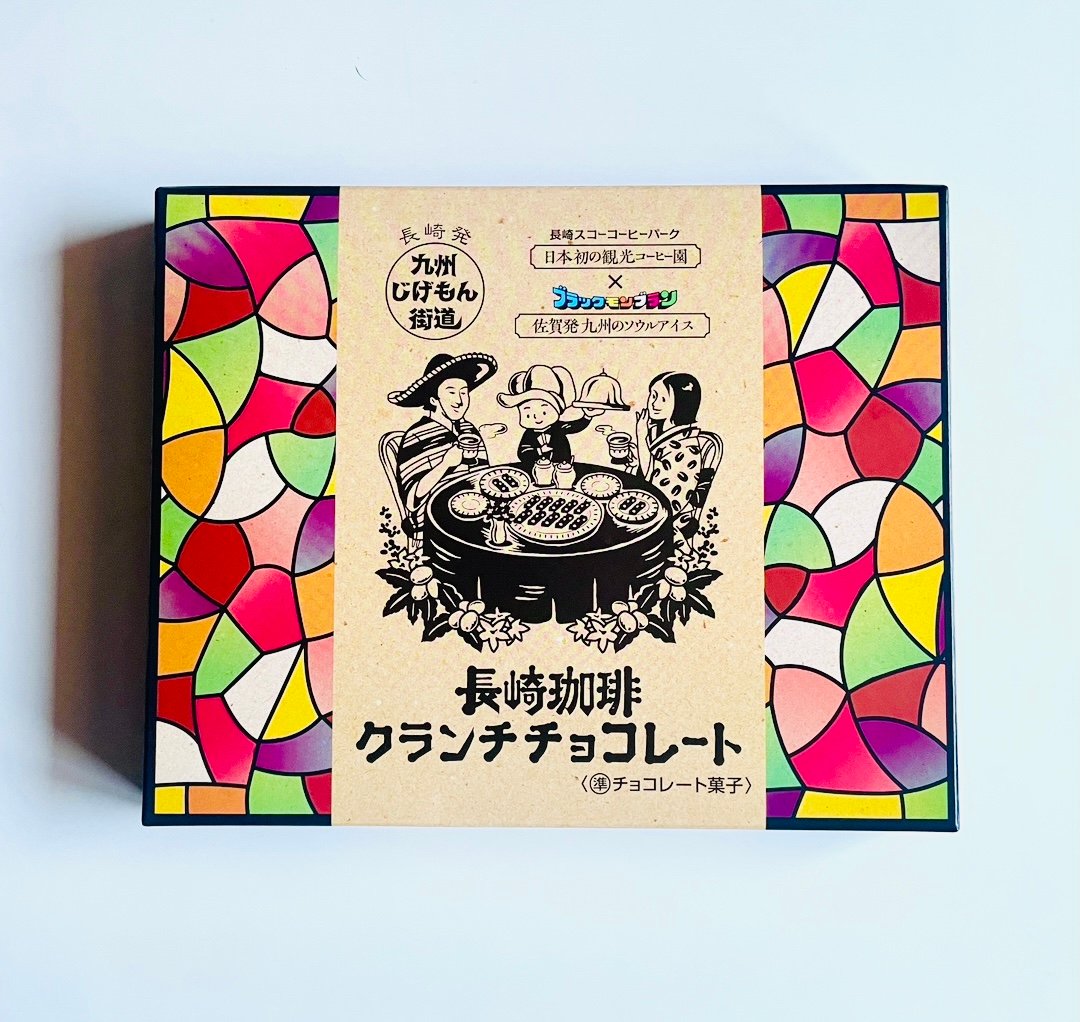 長崎発
九州
じげもん
街道
長崎スコーコーヒーパーク
日本初の観光コーヒー園
×
ブラックモンブラン
佐賀発 九州のソウルアイス
長崎珈琲
クランチチョコレート
〈準チョコレート菓子〉